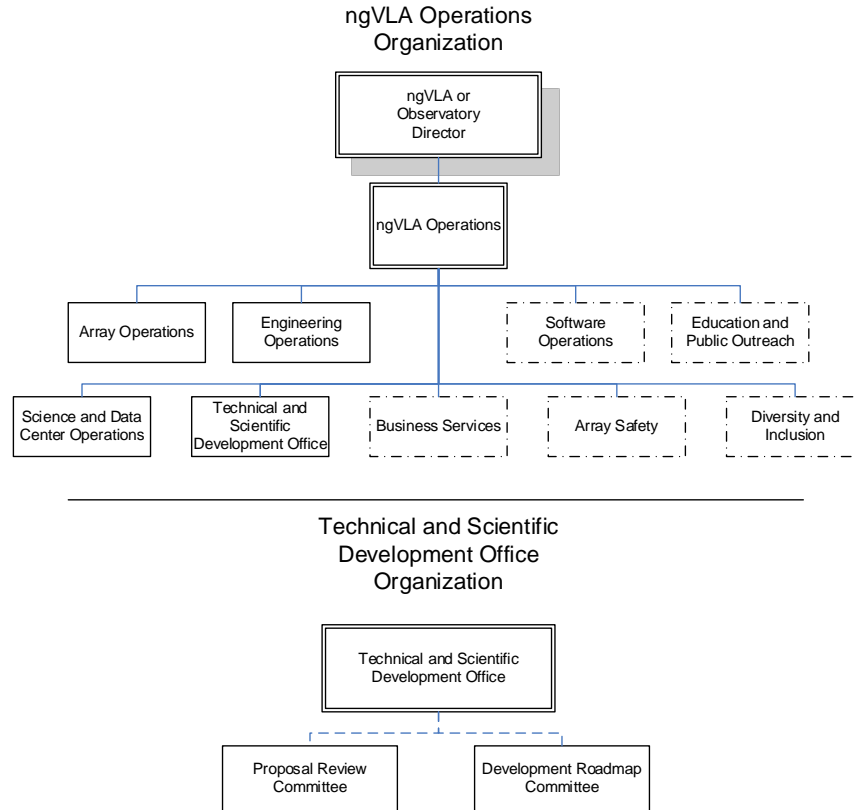 ngVLA Operations
Organization
ngVLA or
Observatory
Director
ngVLA Operations
Array Operations
Engineering
Operations
Software
Operations
Education and
Public Outreach
Science and Data
Center Operations
Technical and
Scientific
Development Office
Business Services
Array Safety
Diversity and
Inclusion
Technical and Scientific
Development Office
Organization
Technical and Scientific
Development Office
Proposal Review
Committee
Development Roadmap
Committee